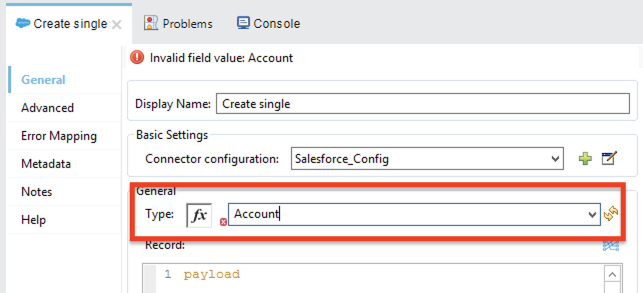 Create single
Problems
Console
Invalid field value: Account
General
Advanced
Error Mapping
Metadata
Notes
Help
Display Name: Create single
Basic Settings
Connector configuration: Salesforce_Config
General
Type: fx Account
Record:
1 payload